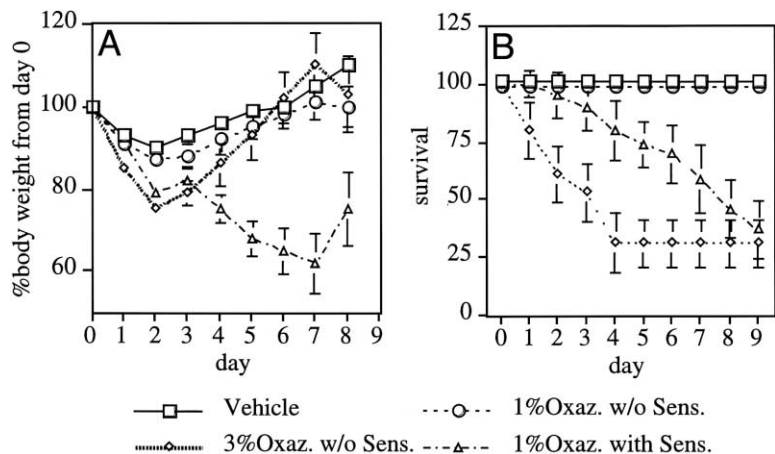 A
B
%body weight from day 0
120
100
80
60
0 1 2 3 4 5 6 7 8 9
day
survival
125
100
75
50
25
0
0 1 2 3 4 5 6 7 8 9
day
Vehicle
1%Oxaz. w/o Sens.
3%Oxaz. w/o Sens.
1%Oxaz. with Sens.